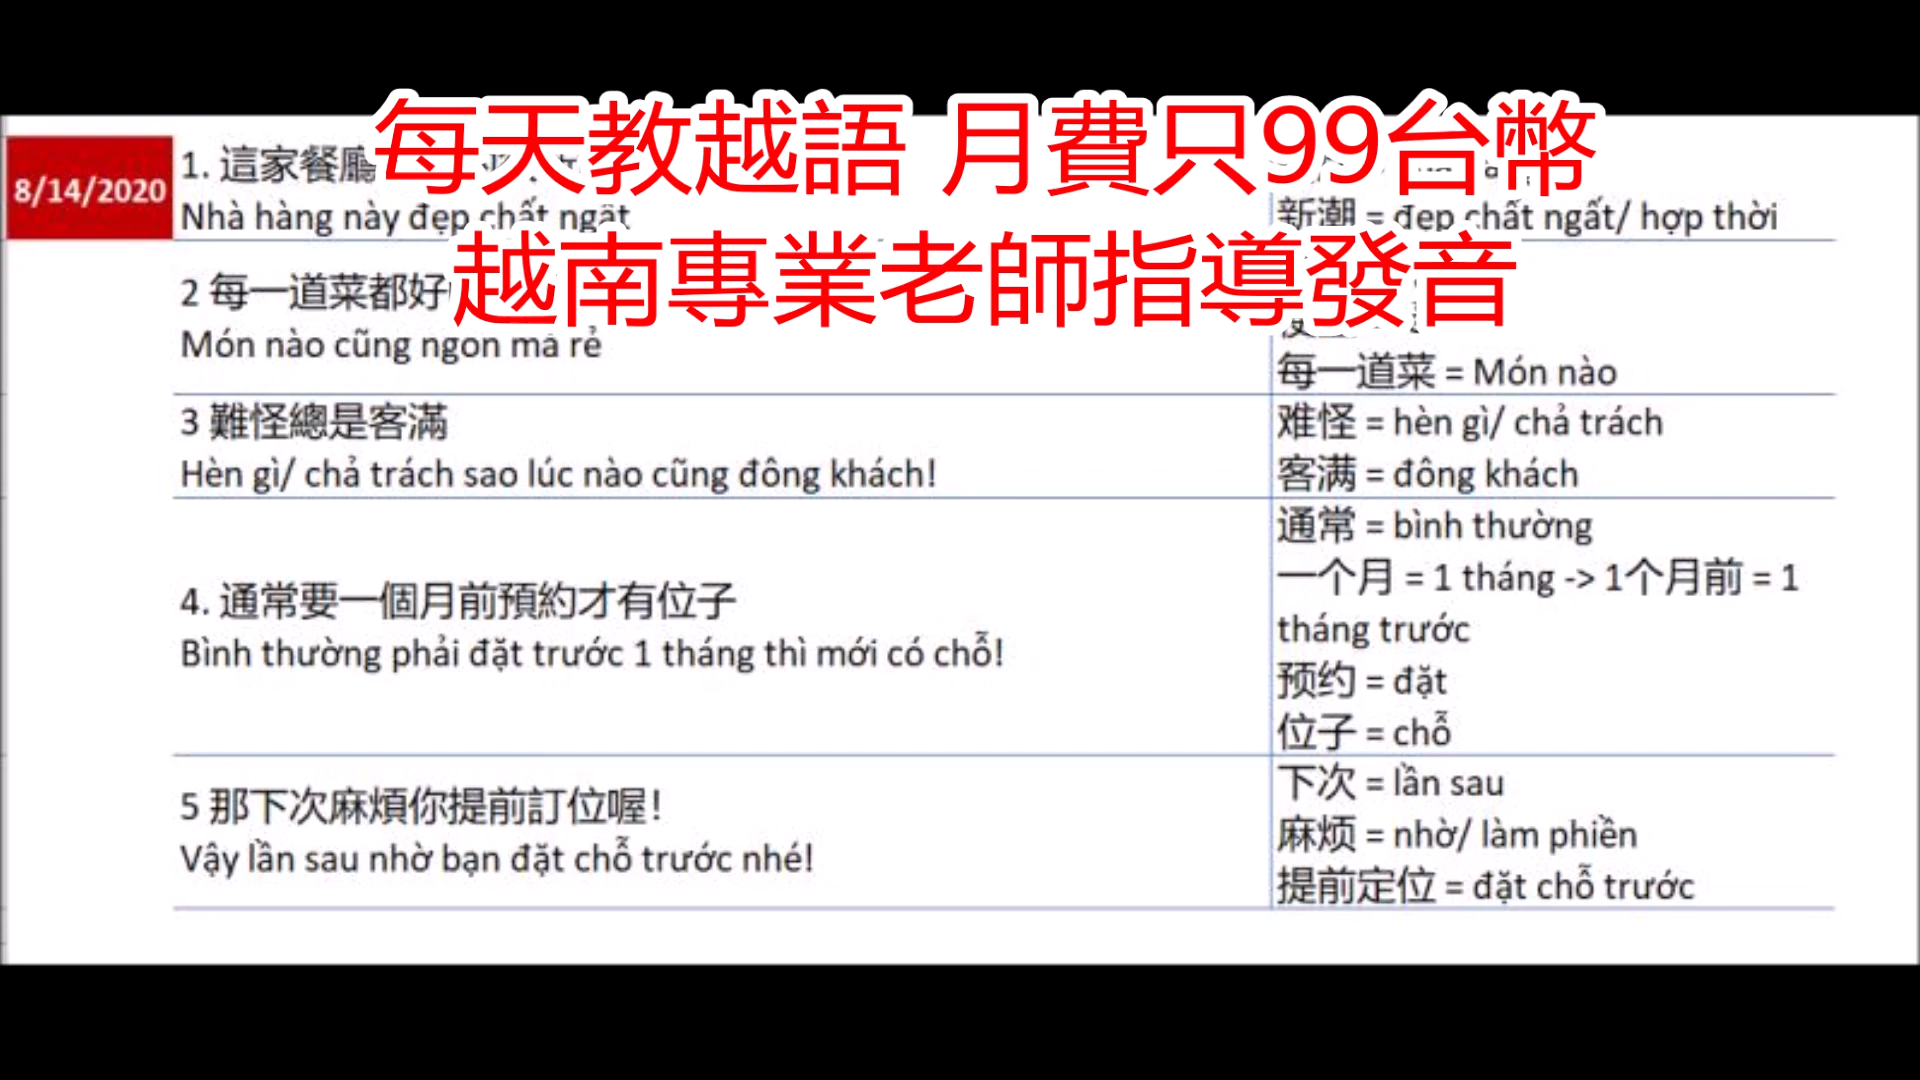 每天教越語 月費只99台幣
越南專業老師指導發音
8/14/2020
1. 這家餐廳
Nhà hàng này đẹp chất ngất
新潮 = đẹp chất ngất/ hợp thời
2 每一道菜都好
Món nào cũng ngon mà rẻ
每一道菜 = Món nào
3 難怪總是客滿
Hèn gì/ chả trách sao lúc nào cũng đông khách!
难怪 = hèn gì/ chả trách
客满 = đông khách
4. 通常要一個月前預約才有位子
Bình thường phải đặt trước 1 tháng thì mới có chỗ!
通常 = bình thường
一个月 = 1 tháng -> 1个月前 = 1
tháng trước
预约 = đặt
位子 = chỗ
5 那下次麻煩你提前訂位喔!
Vậy lần sau nhờ bạn đặt chỗ trước nhé!
下次 = lần sau
麻烦 = nhờ/ làm phiền
提前定位 = đặt chỗ trước